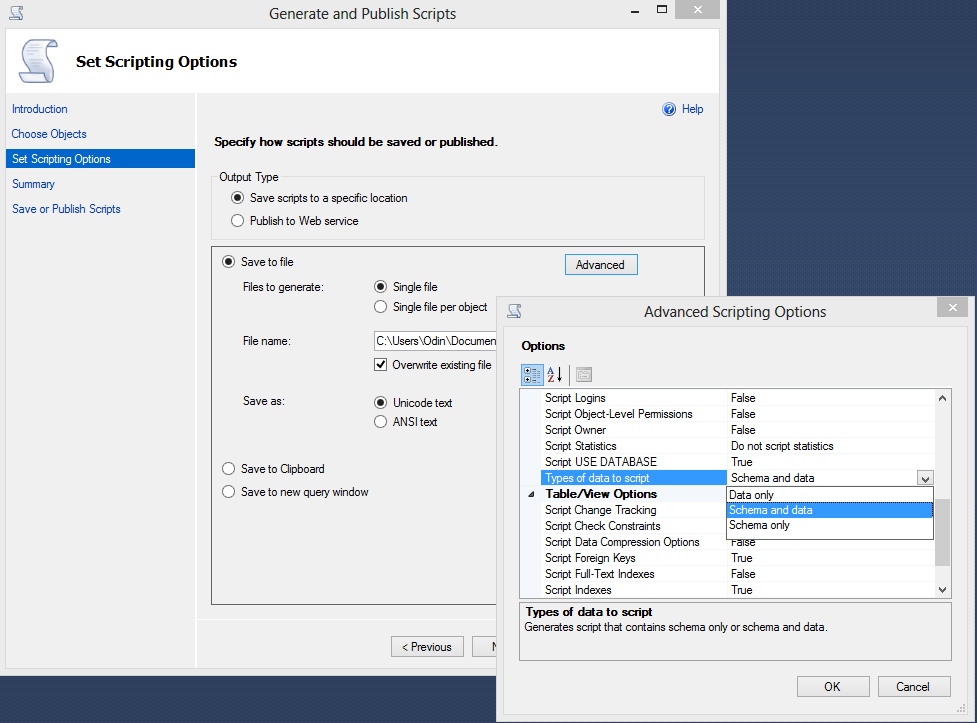 Generate and Publish Scripts
Set Scripting Options
Introduction
Choose Objects
Set Scripting Options
Summary
Save or Publish Scripts
Help
Specify how scripts should be saved or published.
Output Type
Save scripts to a specific location
Publish to Web service
Save to file
Advanced
Files to generate:
Single file
Single file per object
File name:
C:\Users\Odin\Documen
Overwrite existing file
Save as:
Unicode text
ANSI text
Save to Clipboard
Save to new query window
< Previous
Advanced Scripting Options
Options
Script Logins False
Script Object-Level Permissions False
Script Owner False
Script Statistics Do not script statistics
Script USE DATABASE True
Types of data to script Schema and data
Data only
Schema and data
Schema only
Table/View Options
Script Change Tracking
Script Check Constraints
Script Data Compression Options False
Script Foreign Keys True
Script Full-Text Indexes False
Script Indexes True
Types of data to script
Generates script that contains schema only or schema and data.
OK
Cancel